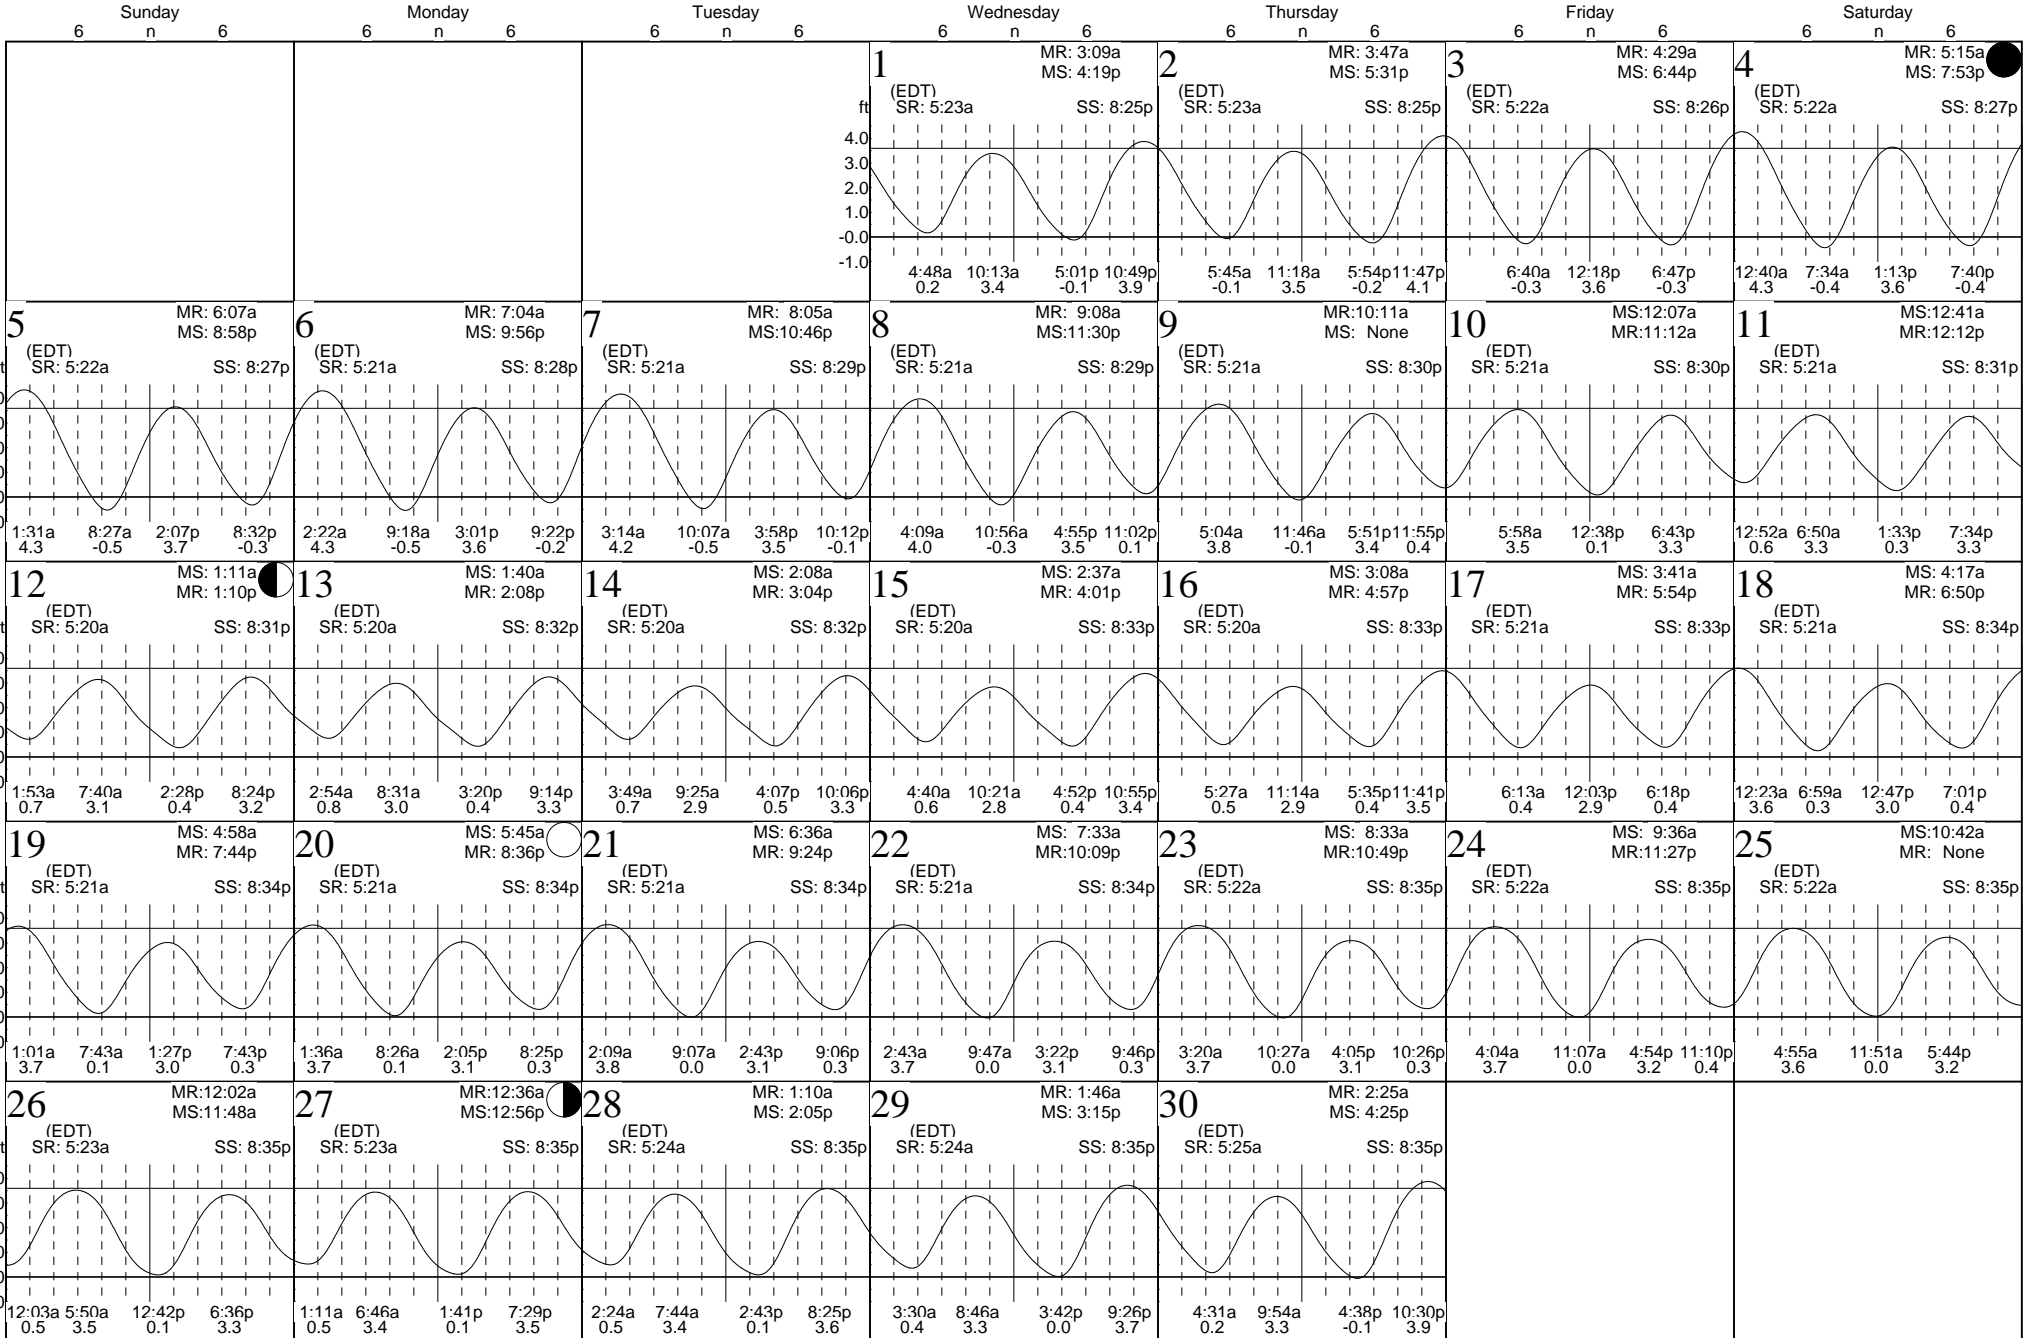 Sunday Monday Tuesday Wednesday Thursday Friday Saturday
6 n 6 6 n 6 6 n 6 6 n 6 6 n 6 6 n 6 6 n 6
1
MR: 3:09a
MS: 4:19p
(EDT)
SR: 5:23a SS: 8:25p
ft
4.0
3.0
2.0
1.0
-0.0
-1.0
4:48a 10:13a 5:01p 10:49p
0.2 3.4 -0.1 3.9
2
MR: 3:47a
MS: 5:31p
(EDT)
SR: 5:23a SS: 8:25p
5:45a 11:18a 5:54p 11:47p
-0.1 3.5 -0.2 4.1
3
MR: 4:29a
MS: 6:44p
(EDT)
SR: 5:22a SS: 8:26p
6:40a 12:18p 6:47p
-0.3 3.6 -0.3
4
MR: 5:15a
MS: 7:53p
(EDT)
SR: 5:22a SS: 8:27p
12:40a 7:34a 1:13p 7:40p
4.3 -0.4 3.6 -0.4
5
MR: 6:07a
MS: 8:58p
(EDT)
SR: 5:22a SS: 8:27p
1:31a 8:27a 2:07p 8:32p
4.3 -0.5 3.7 -0.3
6
MR: 7:04a
MS: 9:56p
(EDT)
SR: 5:21a SS: 8:28p
2:22a 9:18a 3:01p 9:22p
4.3 -0.5 3.6 -0.2
7
MR: 8:05a
MS:10:46p
(EDT)
SR: 5:21a SS: 8:29p
3:14a 10:07a 3:58p 10:12p
4.2 -0.5 3.5 -0.1
8
MR: 9:08a
MS:11:30p
(EDT)
SR: 5:21a SS: 8:29p
4:09a 10:56a 4:55p 11:02p
4.0 -0.3 3.5 0.1
9
MR:10:11a
MS: None
(EDT)
SR: 5:21a SS: 8:30p
5:04a 11:46a 5:51p 11:55p
3.8 -0.1 3.4 0.4
10
MS:12:07a
MR:11:12a
(EDT)
SR: 5:21a SS: 8:30p
5:58a 12:38p 6:43p
3.5 0.1 3.3
11
MS:12:41a
MR:12:12p
(EDT)
SR: 5:21a SS: 8:31p
12:52a 6:50a 1:33p 7:34p
0.6 3.3 0.3 3.3
12
MS: 1:11a
MR: 1:10p
(EDT)
SR: 5:20a SS: 8:31p
1:53a 7:40a 2:28p 8:24p
0.7 3.1 0.4 3.2
13
MS: 1:40a
MR: 2:08p
(EDT)
SR: 5:20a SS: 8:32p
2:54a 8:31a 3:20p 9:14p
0.8 3.0 0.4 3.3
14
MS: 2:08a
MR: 3:04p
(EDT)
SR: 5:20a SS: 8:32p
3:49a 9:25a 4:07p 10:06p
0.7 2.9 0.5 3.3
15
MS: 2:37a
MR: 4:01p
(EDT)
SR: 5:20a SS: 8:33p
4:40a 10:21a 4:52p 10:55p
0.6 2.8 0.4 3.4
16
MS: 3:08a
MR: 4:57p
(EDT)
SR: 5:20a SS: 8:33p
5:27a 11:14a 5:35p 11:41p
0.5 2.9 0.4 3.5
17
MS: 3:41a
MR: 5:54p
(EDT)
SR: 5:21a SS: 8:33p
6:13a 12:03p 6:18p
0.4 2.9 0.4
18
MS: 4:17a
MR: 6:50p
(EDT)
SR: 5:21a SS: 8:34p
12:23a 6:59a 12:47p 7:01p
3.6 0.3 3.0 0.4
19
MS: 4:58a
MR: 7:44p
(EDT)
SR: 5:21a SS: 8:34p
1:01a 7:43a 1:27p 7:43p
3.7 0.1 3.0 0.3
20
MS: 5:45a
MR: 8:36p
(EDT)
SR: 5:21a SS: 8:34p
1:36a 8:26a 2:05p 8:25p
3.7 0.1 3.1 0.3
21
MS: 6:36a
MR: 9:24p
(EDT)
SR: 5:21a SS: 8:34p
2:09a 9:07a 2:43p 9:06p
3.8 0.0 3.1 0.3
22
MS: 7:33a
MR:10:09p
(EDT)
SR: 5:21a SS: 8:34p
2:43a 9:47a 3:22p 9:46p
3.7 0.0 3.1 0.3
23
MS: 8:33a
MR:10:49p
(EDT)
SR: 5:22a SS: 8:35p
3:20a 10:27a 4:05p 10:26p
3.7 0.0 3.1 0.3
24
MS: 9:36a
MR:11:27p
(EDT)
SR: 5:22a SS: 8:35p
4:04a 11:07a 4:54p 11:10p
3.7 0.0 3.2 0.4
25
MS:10:42a
MR: None
(EDT)
SR: 5:22a SS: 8:35p
4:55a 11:51a 5:44p
3.6 0.0 3.2
26
MR:12:02a
MS:11:48a
(EDT)
SR: 5:23a SS: 8:35p
12:03a 5:50a 12:42p 6:36p
0.5 3.5 0.1 3.3
27
MR:12:36a
MS:12:56p
(EDT)
SR: 5:23a SS: 8:35p
1:11a 6:46a 1:41p 7:29p
0.5 3.4 0.1 3.5
28
MR: 1:10a
MS: 2:05p
(EDT)
SR: 5:24a SS: 8:35p
2:24a 7:44a 2:43p 8:25p
0.5 3.4 0.1 3.6
29
MR: 1:46a
MS: 3:15p
(EDT)
SR: 5:24a SS: 8:35p
3:30a 8:46a 3:42p 9:26p
0.4 3.3 0.0 3.7
30
MR: 2:25a
MS: 4:25p
(EDT)
SR: 5:25a SS: 8:35p
4:31a 9:54a 4:38p 10:30p
0.2 3.3 -0.1 3.9